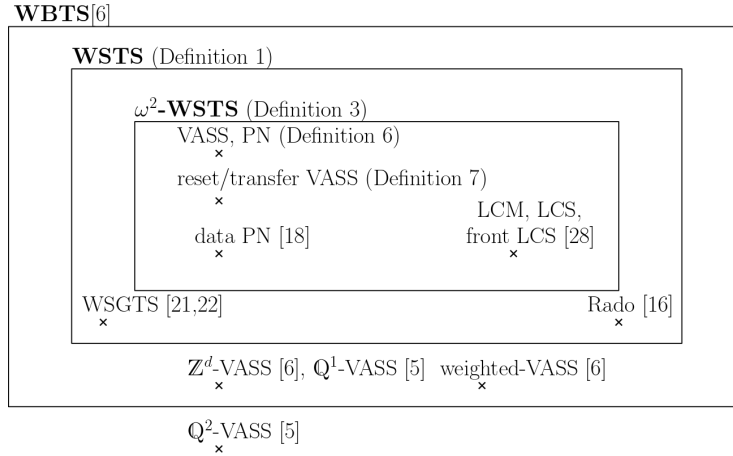 WBTS[6]
WSTS (Definition 1)
ω²-WSTS (Definition 3)
VASS, PN (Definition 6)
reset/transfer VASS (Definition 7)
LCM, LCS,
data PN [18] front LCS [28]
WSGTS [21,22] Rado [16]
ℤᵈ-VASS [6], ℚ¹-VASS [5] weighted-VASS [6]
ℚ²-VASS [5]